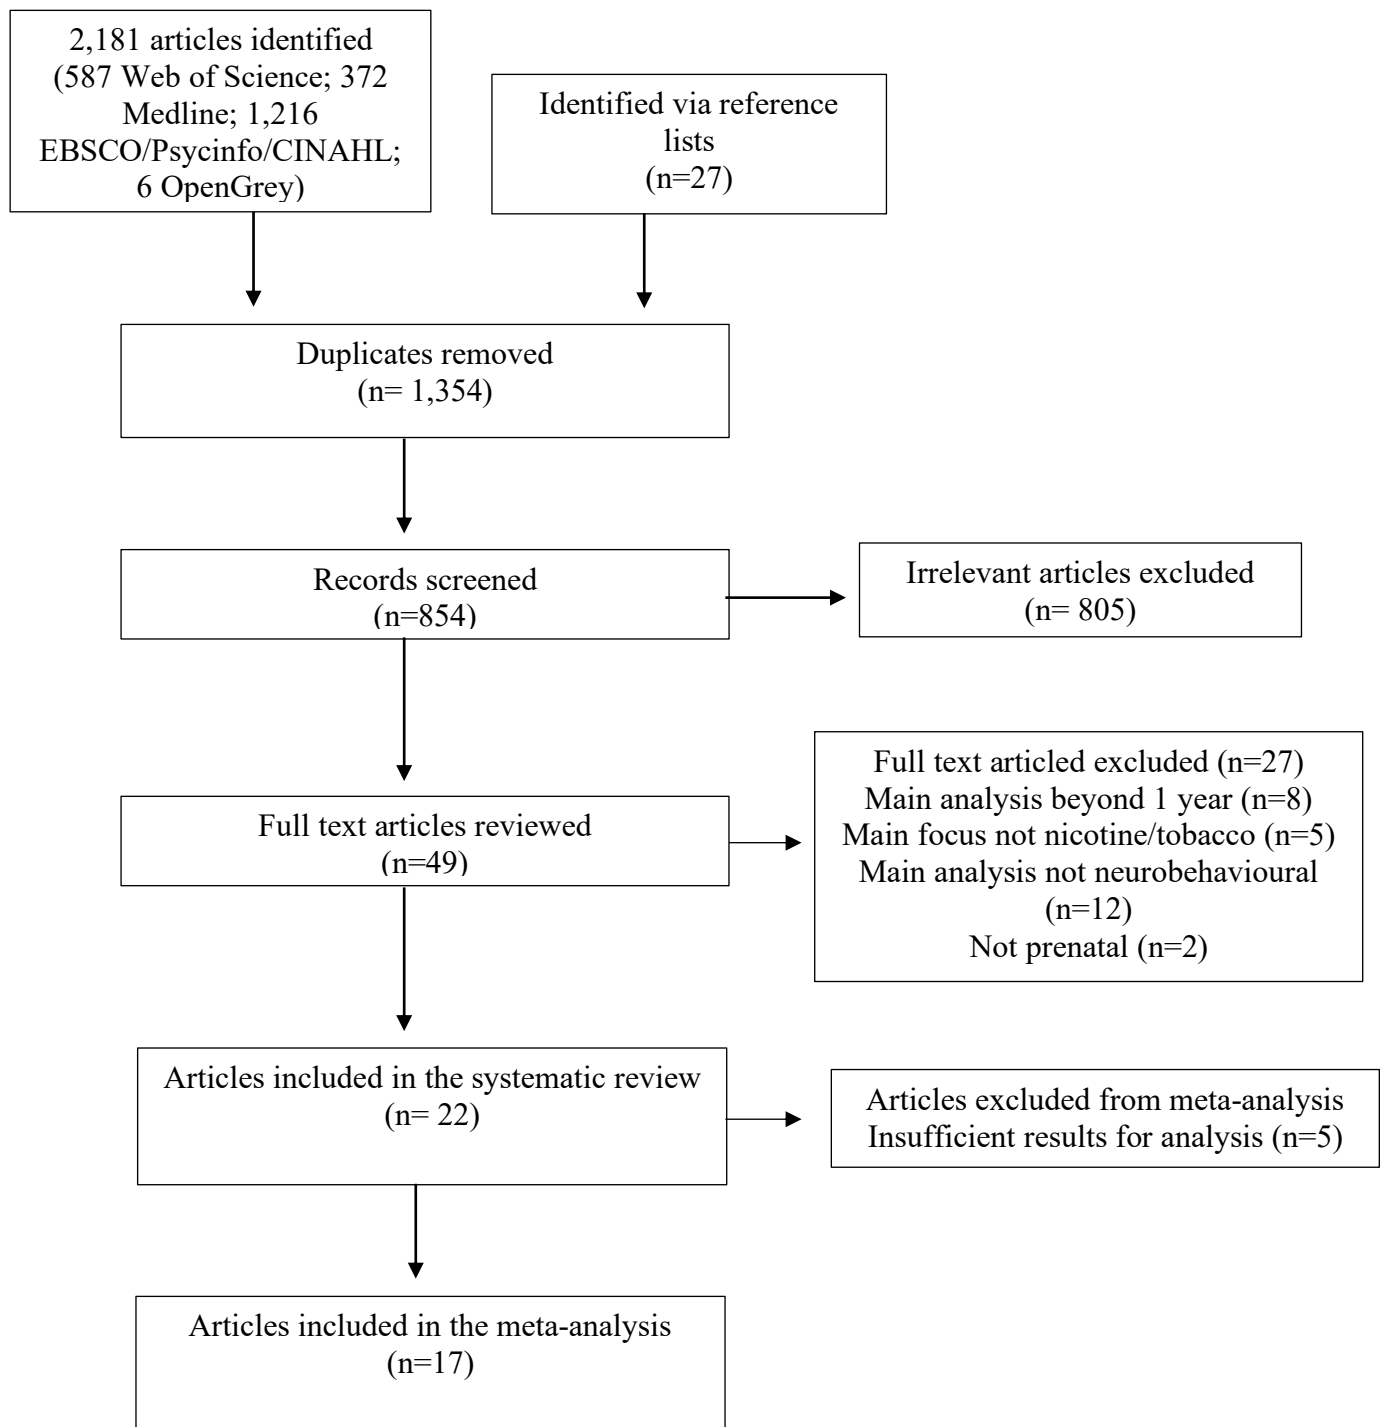 2,181 articles identified
(587 Web of Science; 372
Medline; 1,216
EBSCO/Psycinfo/CINAHL;
6 OpenGrey)
Identified via reference
lists
(n=27)
Duplicates removed
(n= 1,354)
Records screened
(n=854)
Irrelevant articles excluded
(n= 805)
Full text articles reviewed
(n=49)
Full text articled excluded (n=27)
Main analysis beyond 1 year (n=8)
Main focus not nicotine/tobacco (n=5)
Main analysis not neurobehavioural
(n=12)
Not prenatal (n=2)
Articles included in the systematic review
(n= 22)
Articles excluded from meta-analysis
Insufficient results for analysis (n=5)
Articles included in the meta-analysis
(n=17)